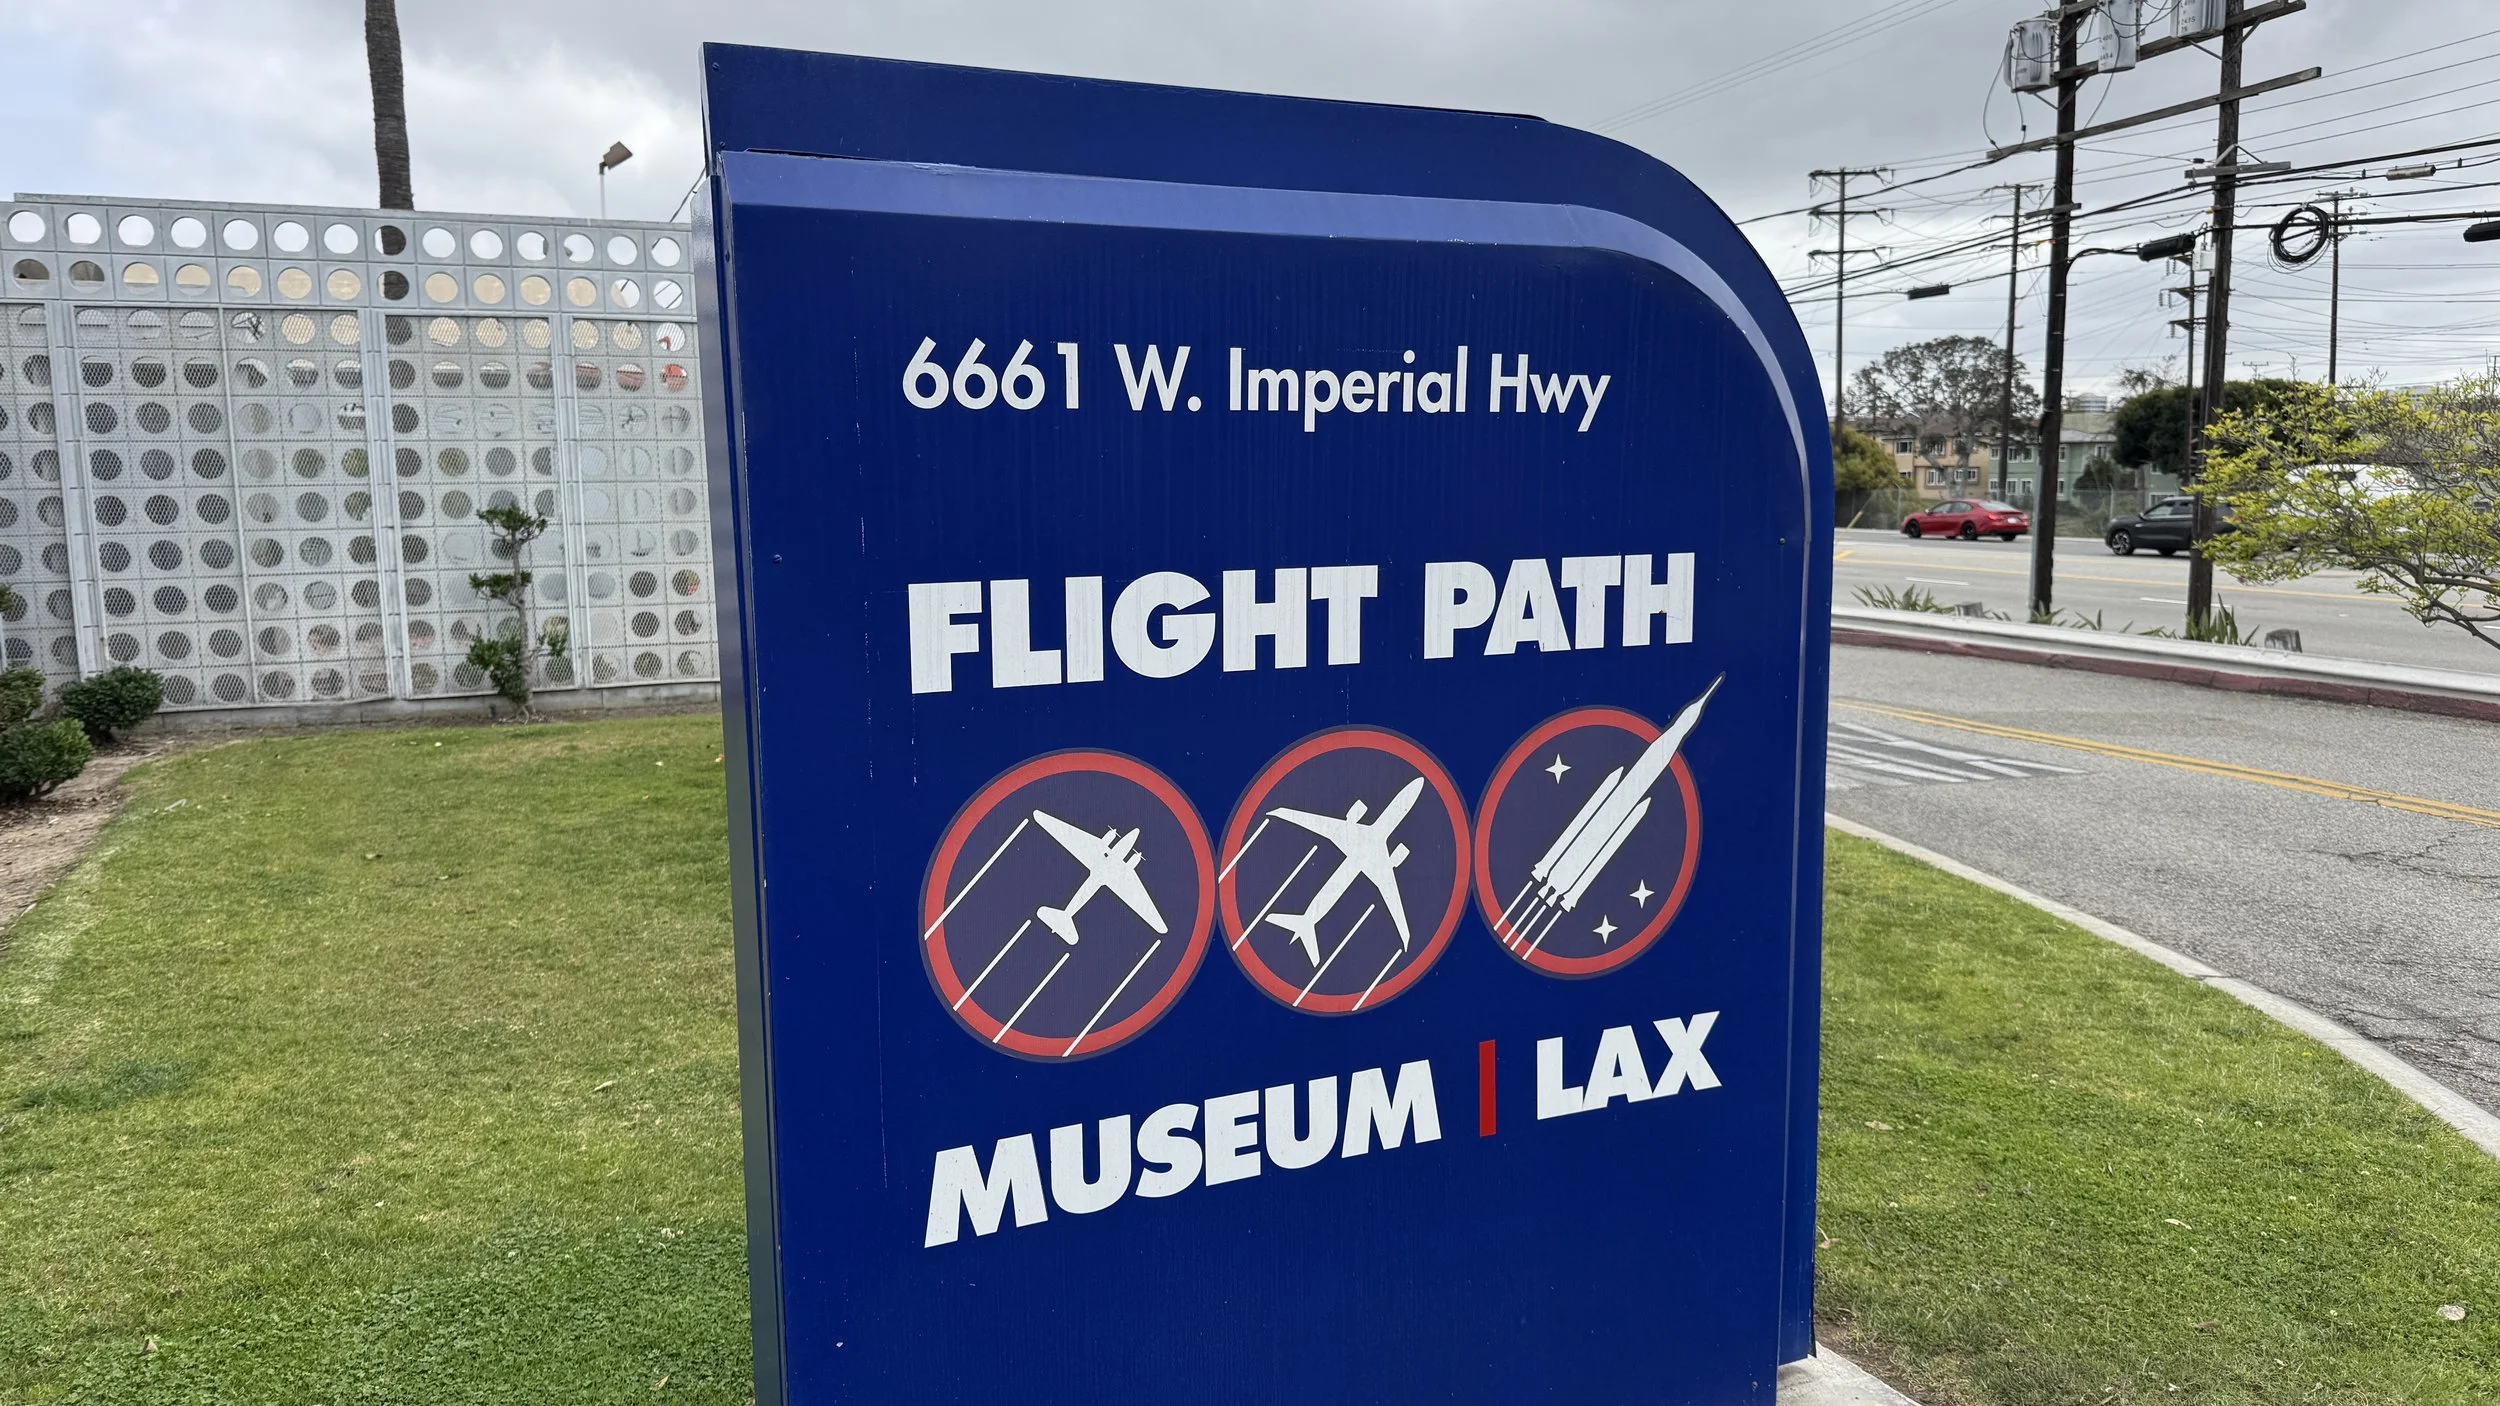 6661 W. Imperial Hwy
FLIGHT PATH
MUSEUM | LAX